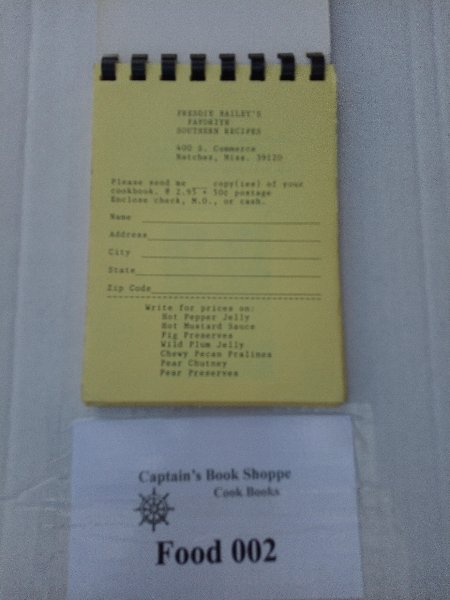 FREDDIE BAILEY'S
FAVORITE
SOUTHERN RECIPES
400 S. Commerce
Natchez, Miss. 39120
Please send me ____ copy(ies) of your
cookbook. @ 2.95 + 50¢ postage
Enclose check, M.O., or cash.
Name
Address
City
State
Zip Code
Write for prices on:
Hot Pepper Jelly
Hot Mustard Sauce
Fig Preserves
Wild Plum Jelly
Chewy Pecan Pralines
Pear Chutney
Pear Preserves
Captain's Book Shoppe
Cook Books
Food 002